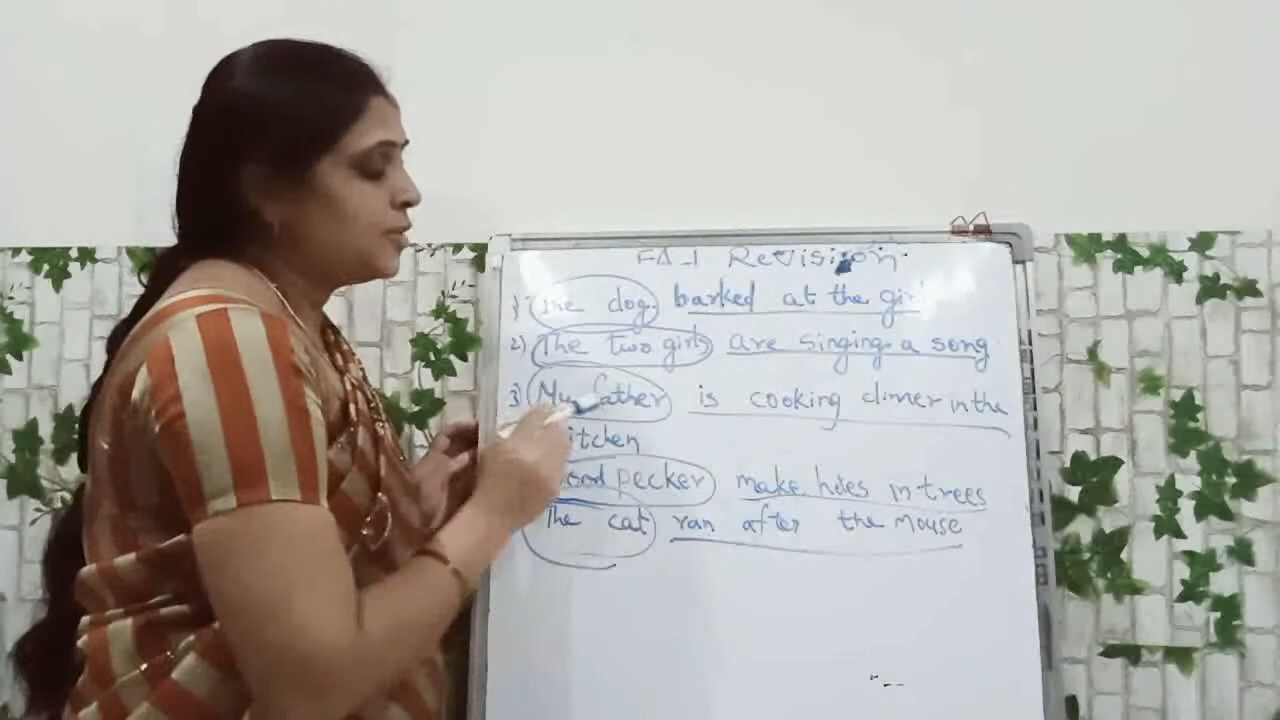 FA-1 Revision.
1) The dog. barked at the girl
2) The two girls are singing a song.
3) My father is cooking dinner in the
kitchen
wood pecker make holes in trees
The cat ran after the mouse